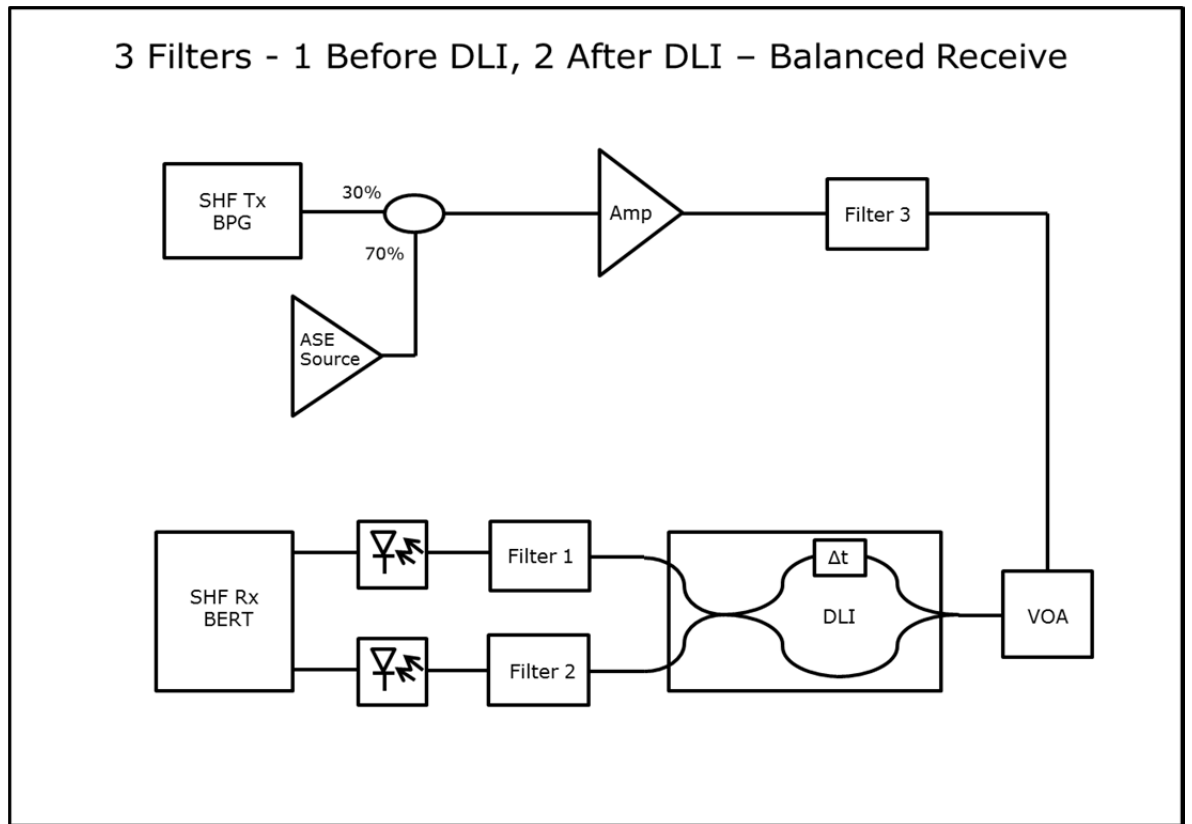 3 Filters - 1 Before DLI, 2 After DLI – Balanced Receive
SHF Tx
BPG
30%
70%
Amp
Filter 3
ASE
Source
SHF Rx
BERT
Filter 1
Filter 2
Δt
DLI
VOA